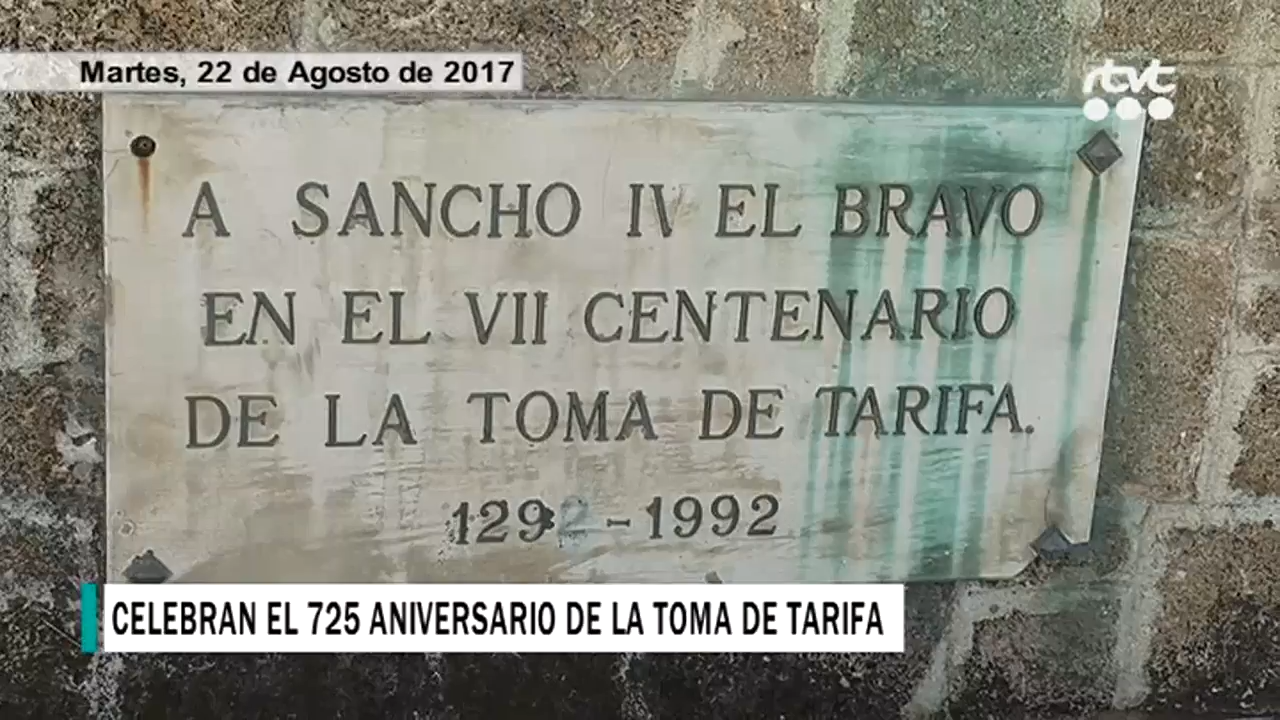 Martes, 22 de Agosto de 2017
rtvt
A SANCHO IV EL BRAVO
EN EL VII CENTENARIO
DE LA TOMA DE TARIFA.
1292 - 1992
CELEBRAN EL 725 ANIVERSARIO DE LA TOMA DE TARIFA